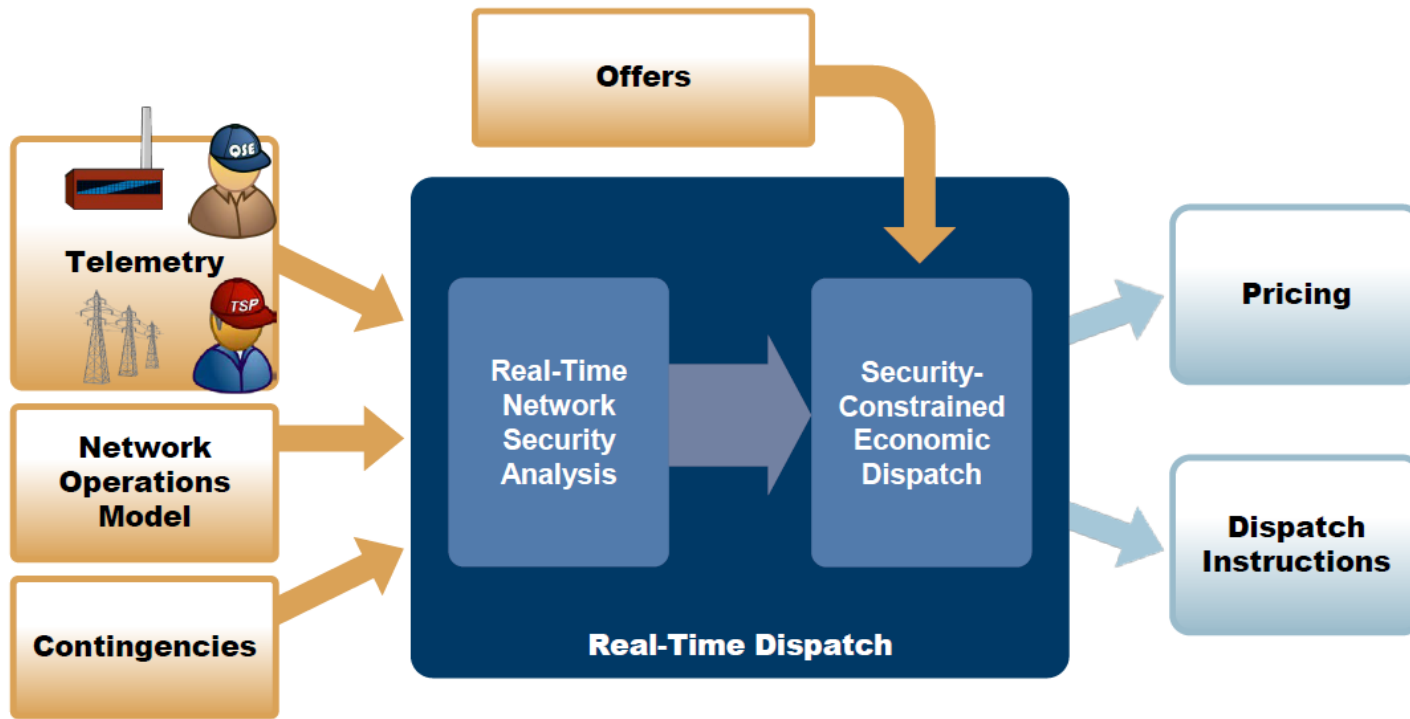 Offers
QSE
Telemetry
TSP
Network
Operations
Model
Contingencies
Real-Time
Network
Security
Analysis
Security-
Constrained
Economic
Dispatch
Real-Time Dispatch
Pricing
Dispatch
Instructions